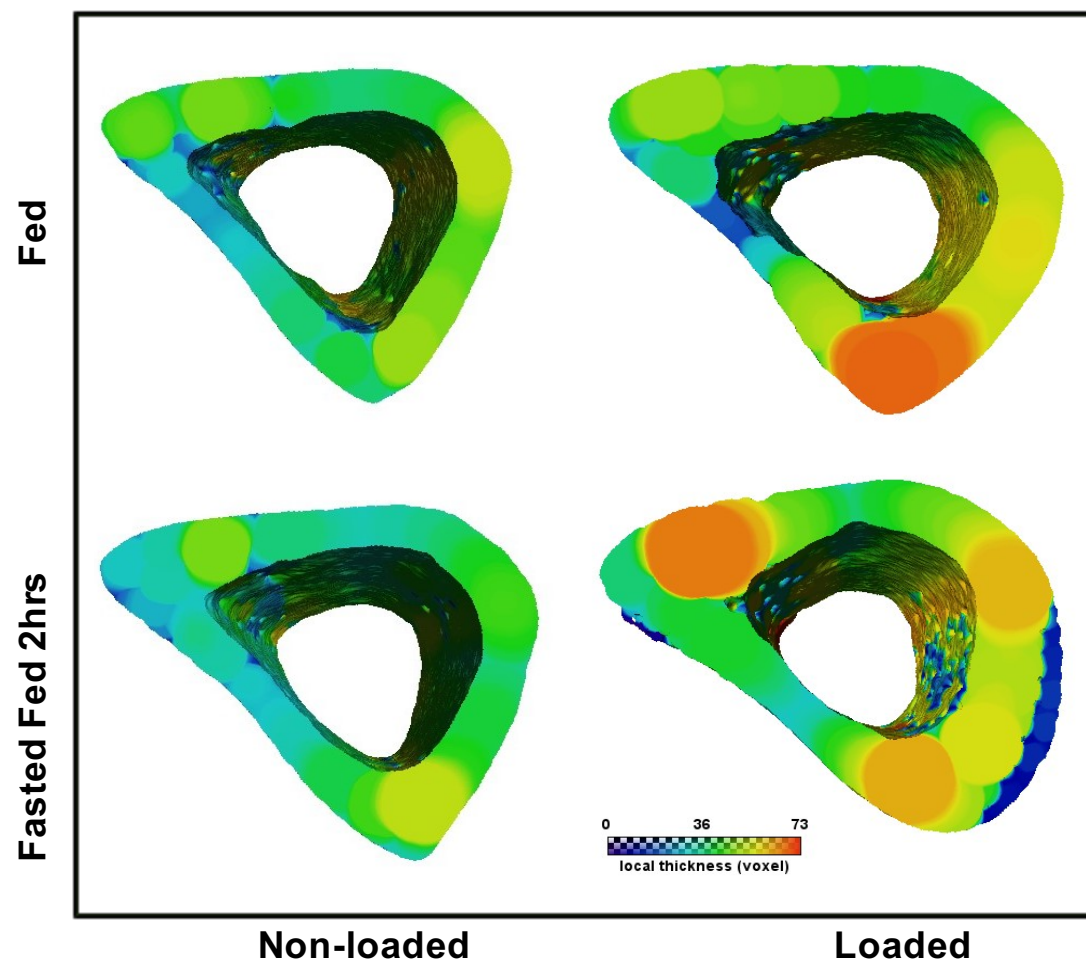 Fed
Fasted Fed 2hrs
0 36 73
local thickness (voxel)
Non-loaded Loaded